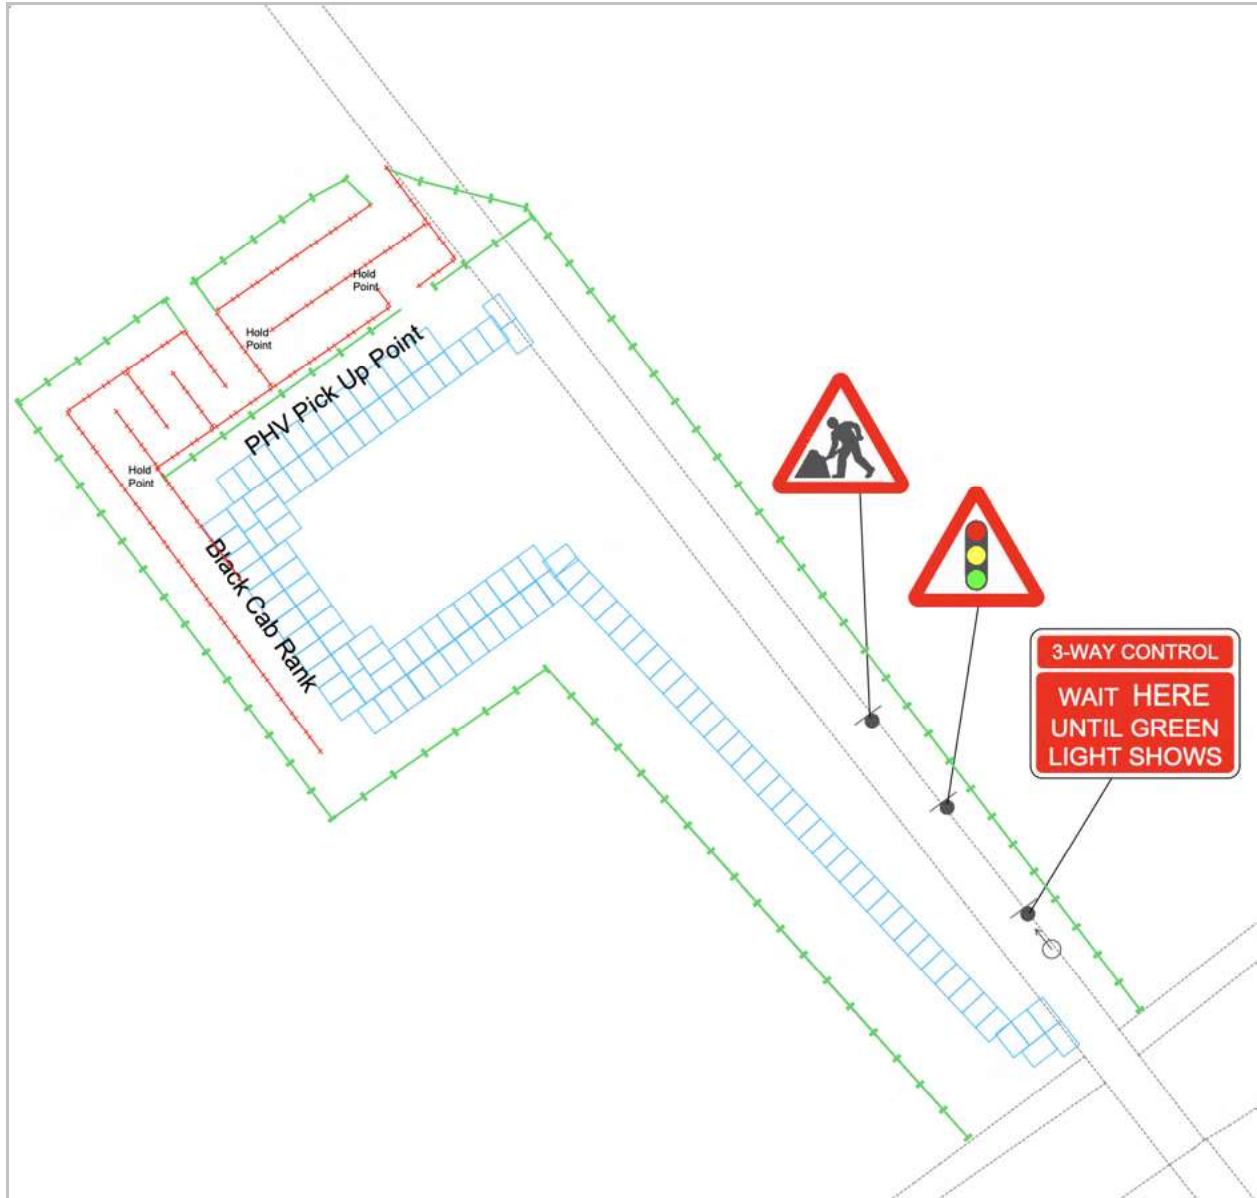 Hold
Point
Hold
Point
PHV Pick Up Point
Hold
Point
Black Cab Rank
3-WAY CONTROL
WAIT HERE
UNTIL GREEN
LIGHT SHOWS